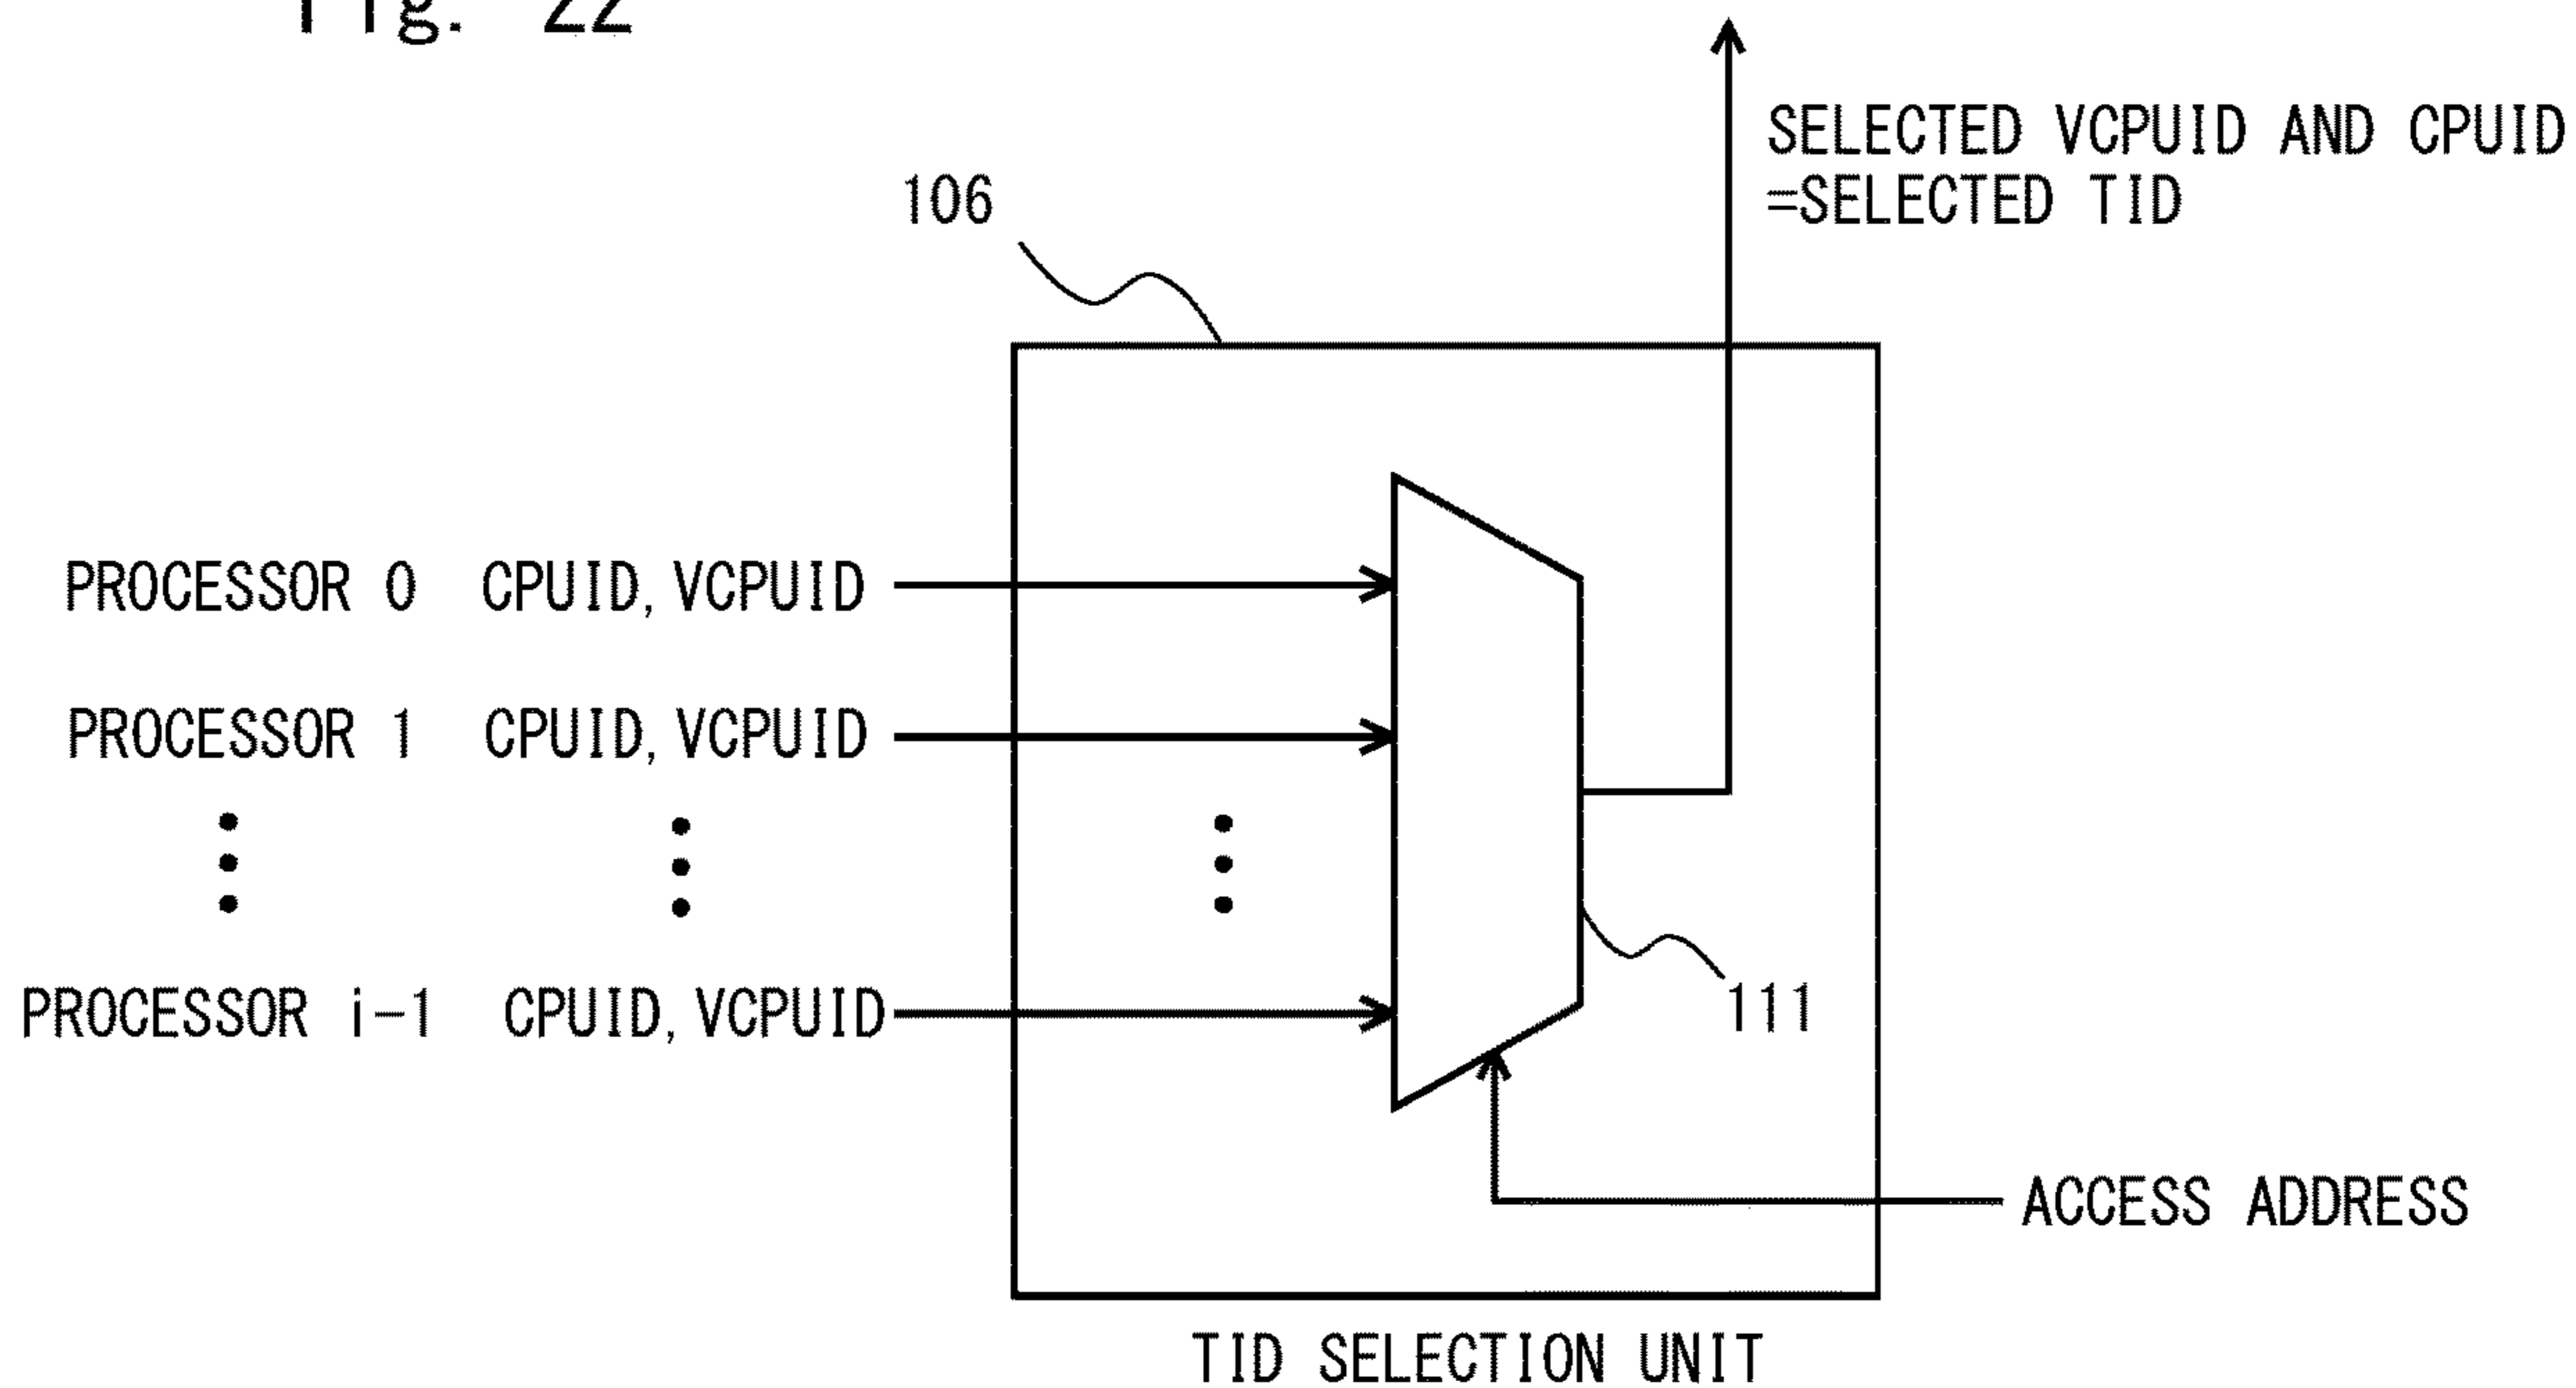 Fig. 22
SELECTED VCPUID AND CPUID
=SELECTED TID
106
PROCESSOR 0 CPUID, VCPUID
PROCESSOR 1 CPUID, VCPUID
PROCESSOR i-1 CPUID, VCPUID
111
ACCESS ADDRESS
TID SELECTION UNIT